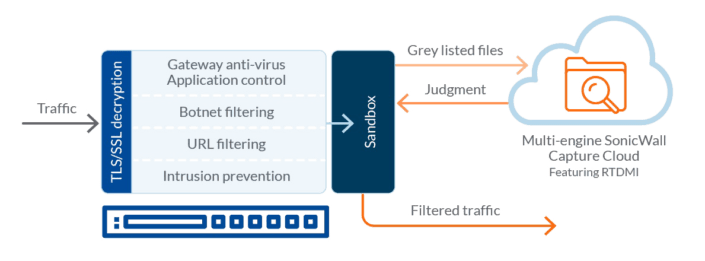 Traffic
TLS/SSL decryption
Gateway anti-virus
Application control
Botnet filtering
URL filtering
Intrusion prevention
Sandbox
Grey listed files
Judgment
Multi-engine SonicWall
Capture Cloud
Featuring RTDMI
Filtered traffic